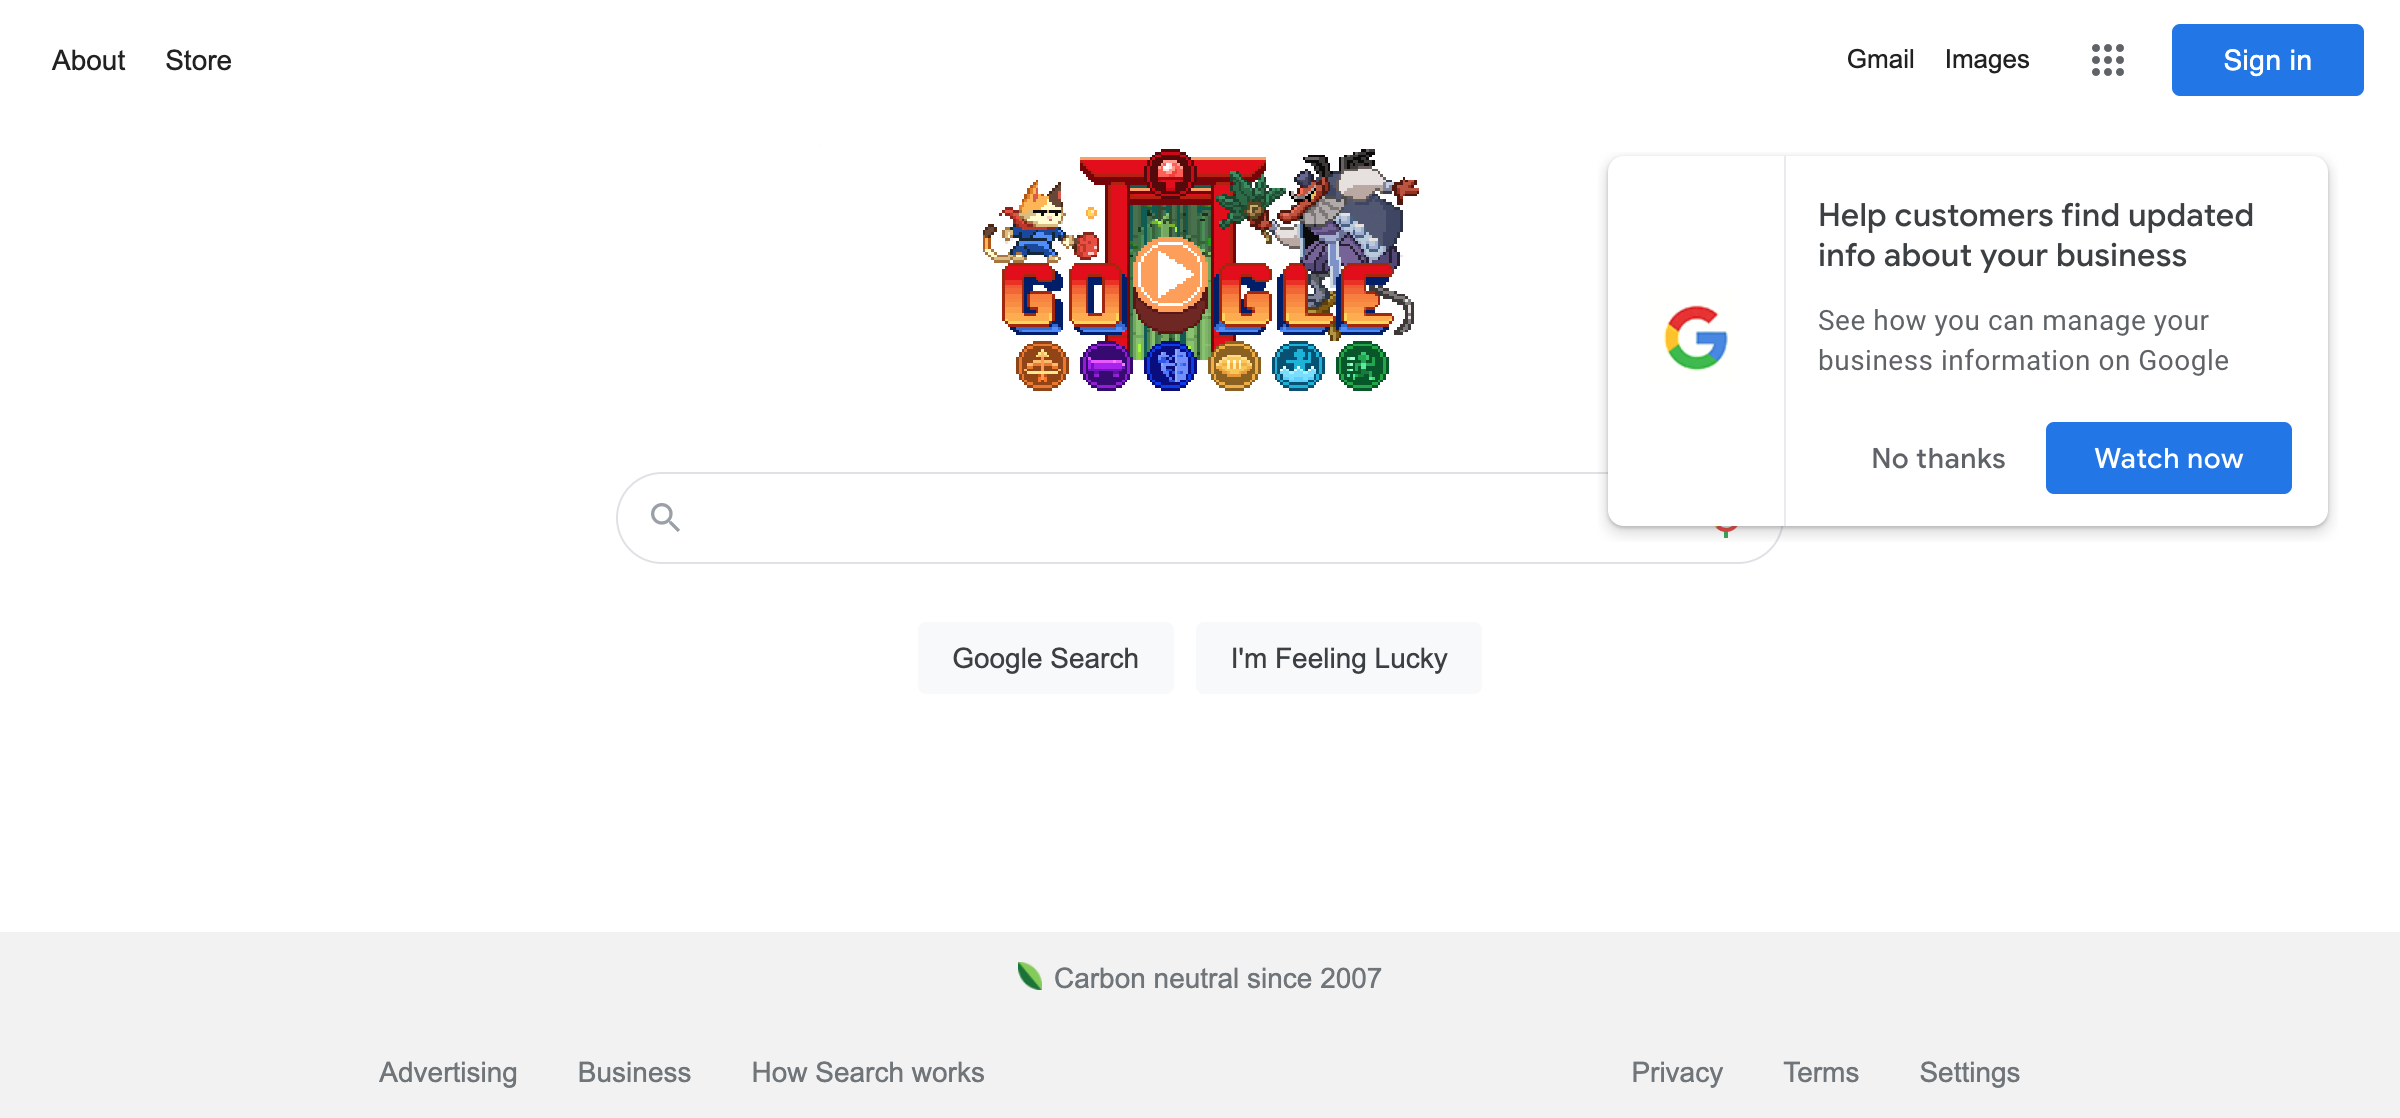 About Store
Gmail Images Sign in
GOOGLE
Help customers find updated
info about your business
See how you can manage your
business information on Google
No thanks Watch now
Google Search I'm Feeling Lucky
Carbon neutral since 2007
Advertising Business How Search works
Privacy Terms Settings